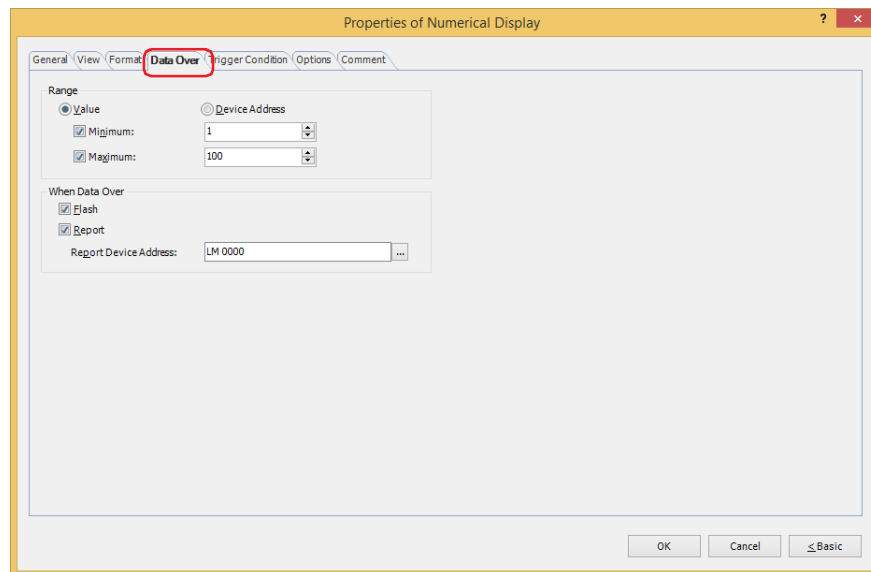 Properties of Numerical Display
?
General View Format Data Over Trigger Condition Options Comment
Range
Value Device Address
Minimum: 1
Maximum: 100
When Data Over
Flash
Report
Report Device Address: LM 0000 ...
OK Cancel < Basic